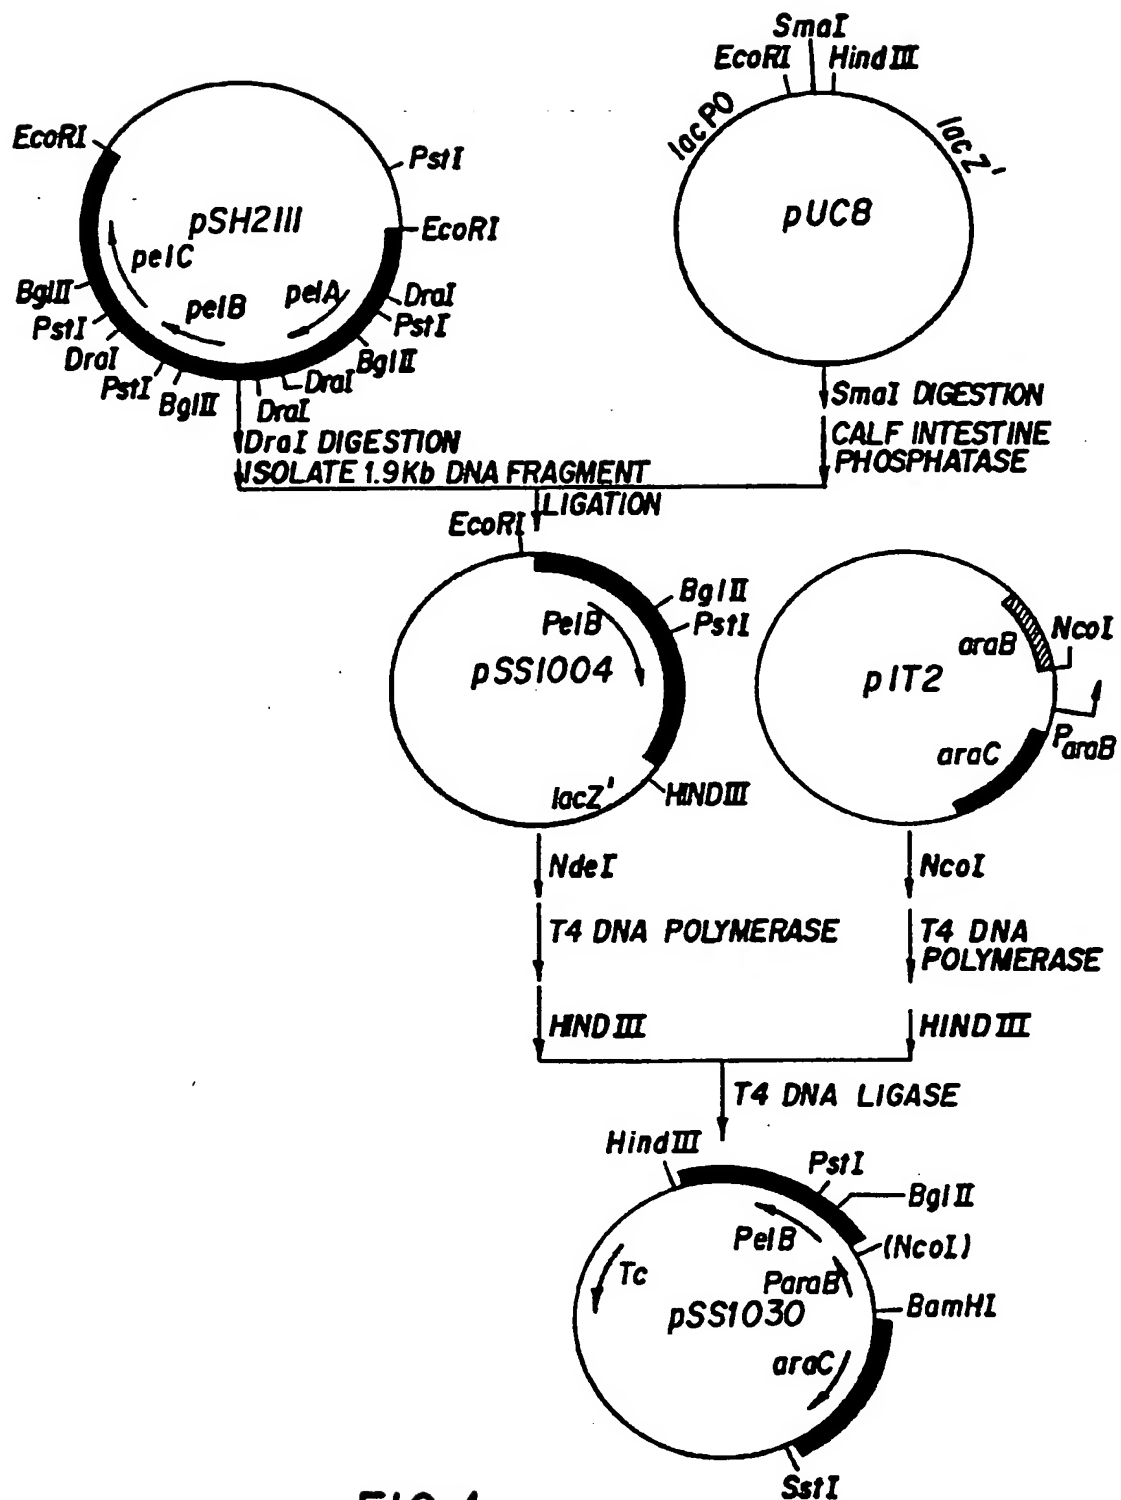 SmaI
EcoRI
HindIII
lacPO
lacZ'
pUC8
EcoRI
PstI
pSH2111
EcoRI
pelC
pelB
pelA
BglII
PstI
DraI
PstI
BglII
DraI
DraI
BglII
PstI
DraI
DraI DIGESTION
ISOLATE 1.9Kb DNA FRAGMENT
SmaI DIGESTION
CALF INTESTINE
PHOSPHATASE
LIGATION
EcoRI
BglII
PstI
PelB
pSS1004
lacZ'
HINDIII
araB
NcoI
pIT2
ParaB
araC
NdeI
T4 DNA POLYMERASE
HINDIII
NcoI
T4 DNA
POLYMERASE
HINDIII
T4 DNA LIGASE
HindIII
PstI
BglII
PelB
(NcoI)
Tc
ParaB
BamHI
pSS1030
araC
SstI